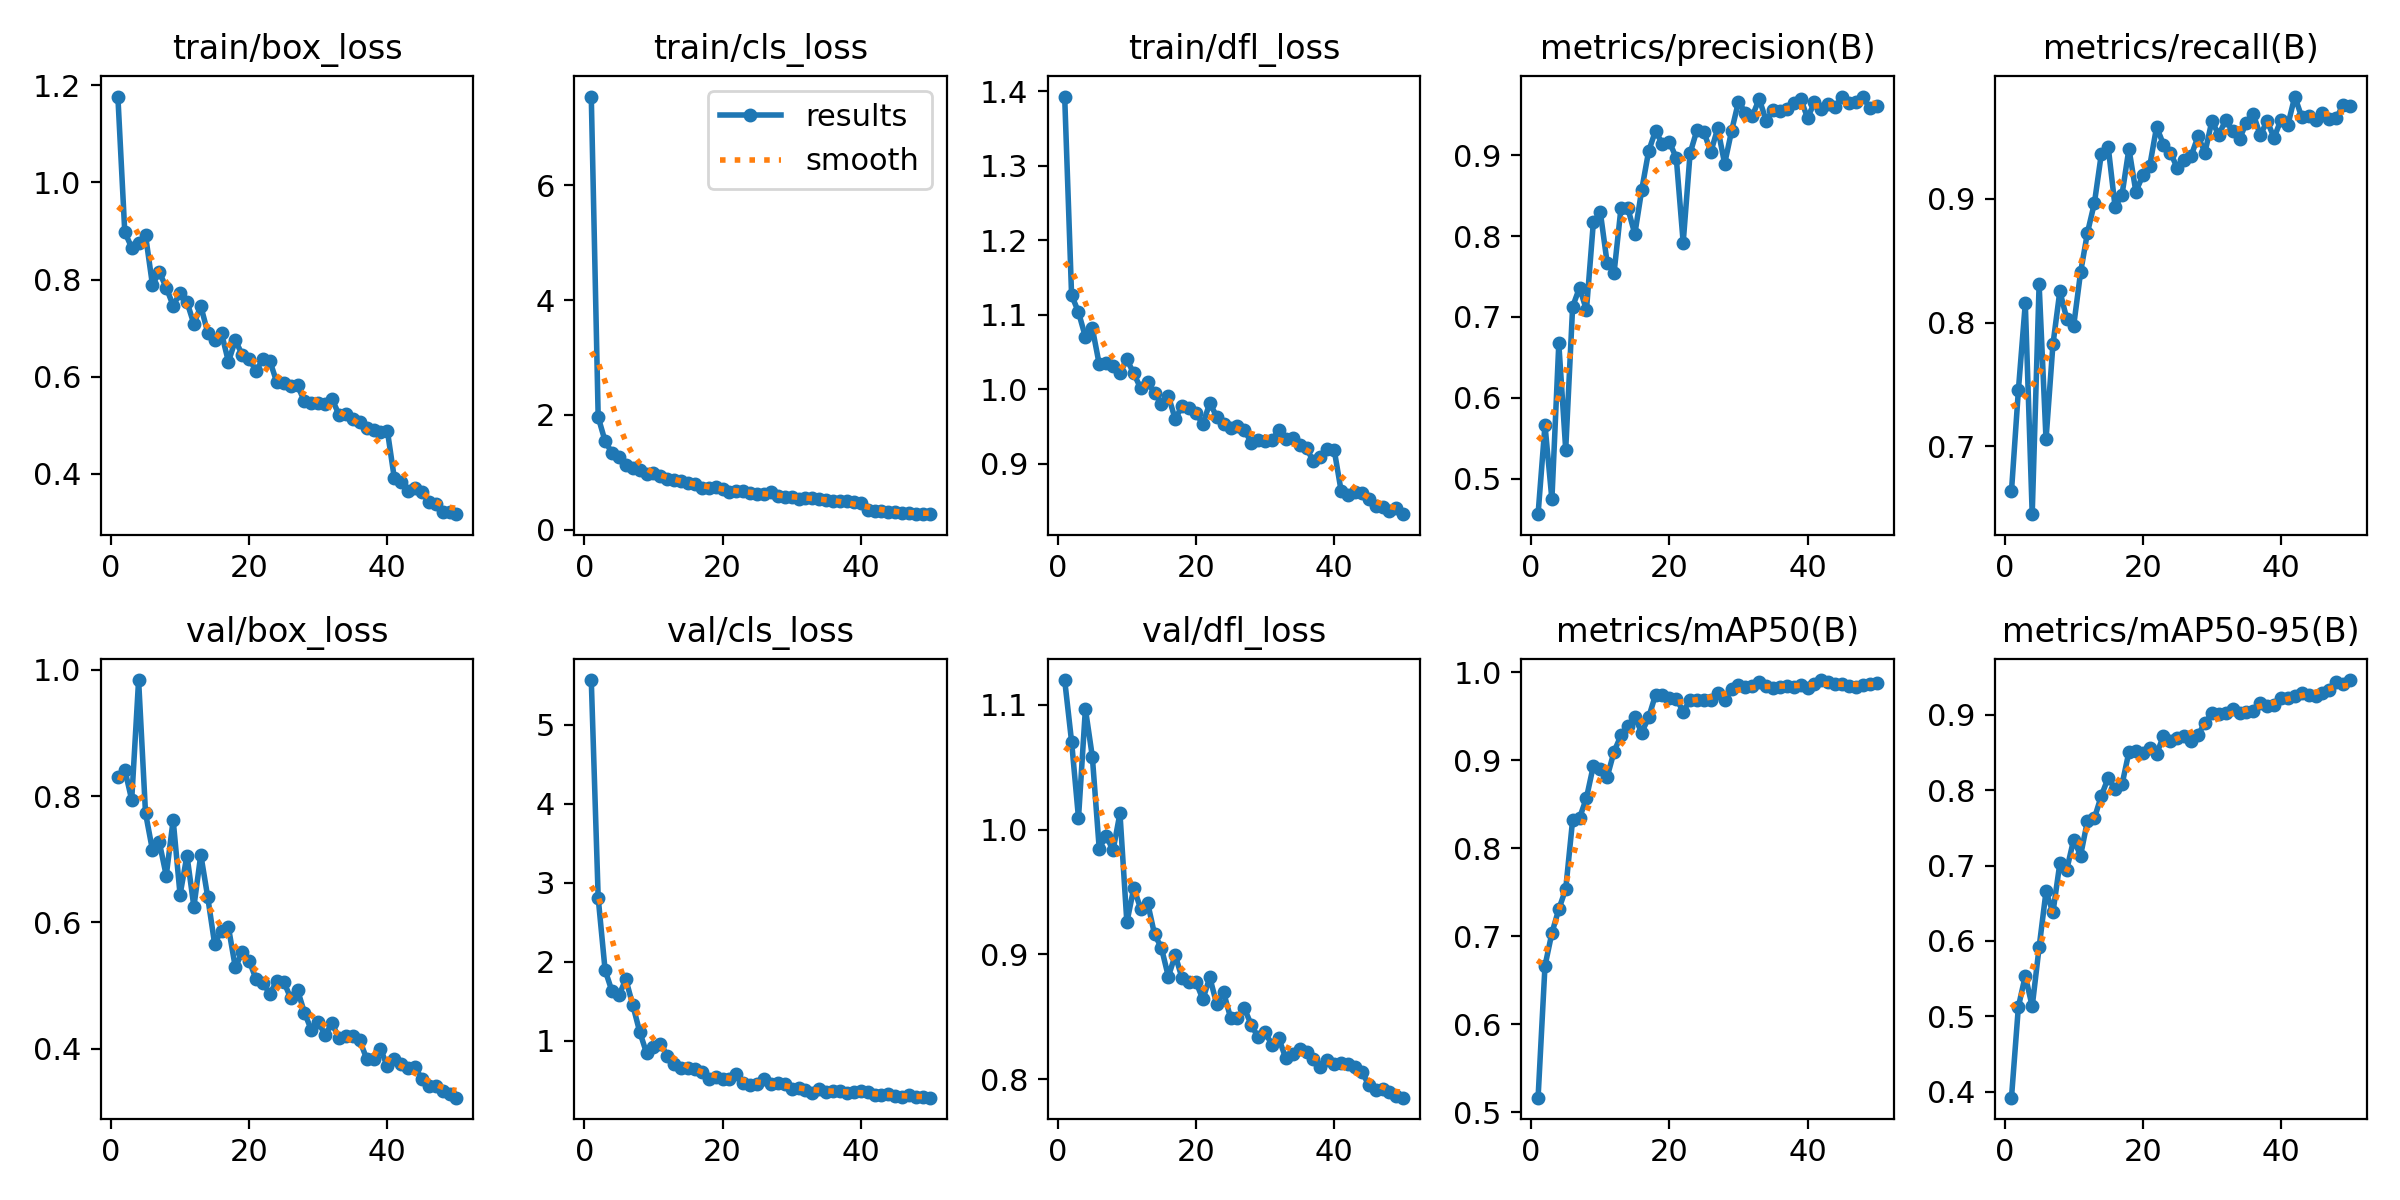 train/box_loss
1.2
1.0
0.8
0.6
0.4
0 20 40
train/cls_loss
results
smooth
6
4
2
0
0 20 40
train/dfl_loss
1.4
1.3
1.2
1.1
1.0
0.9
0 20 40
metrics/precision(B)
0.9
0.8
0.7
0.6
0.5
0 20 40
metrics/recall(B)
0.9
0.8
0.7
0 20 40
val/box_loss
1.0
0.8
0.6
0.4
0 20 40
val/cls_loss
5
4
3
2
1
0 20 40
val/dfl_loss
1.1
1.0
0.9
0.8
0 20 40
metrics/mAP50(B)
1.0
0.9
0.8
0.7
0.6
0.5
0 20 40
metrics/mAP50-95(B)
0.9
0.8
0.7
0.6
0.5
0.4
0 20 40